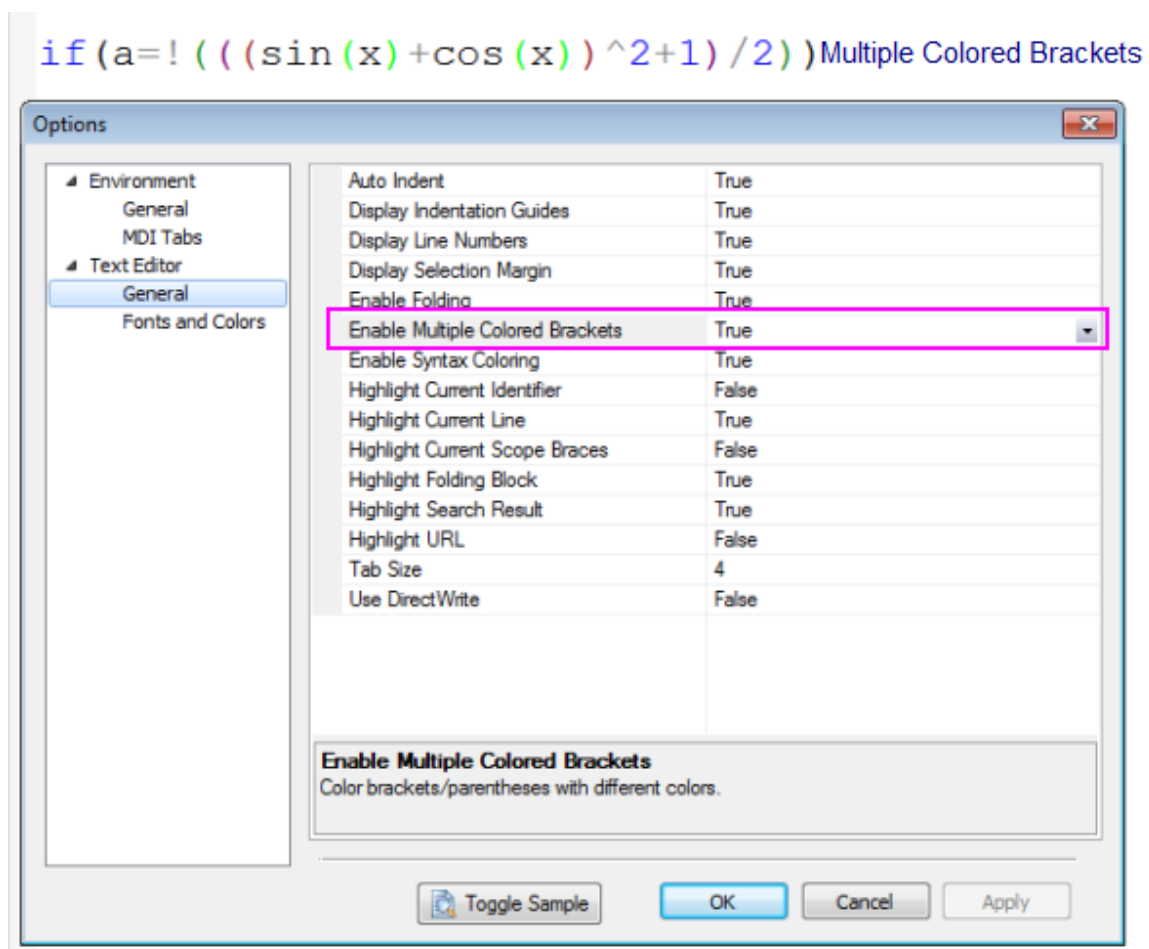 if(a=!(((sin(x)+cos(x))^2+1)/2))Multiple Colored Brackets
Options
Environment
General
MDI Tabs
Text Editor
General
Fonts and Colors
Auto Indent True
Display Indentation Guides True
Display Line Numbers True
Display Selection Margin True
Enable Folding True
Enable Multiple Colored Brackets True
Enable Syntax Coloring True
Highlight Current Identifier False
Highlight Current Line True
Highlight Current Scope Braces False
Highlight Folding Block True
Highlight Search Result True
Highlight URL False
Tab Size 4
Use DirectWrite False
Enable Multiple Colored Brackets
Color brackets/parentheses with different colors.
Toggle Sample OK Cancel Apply